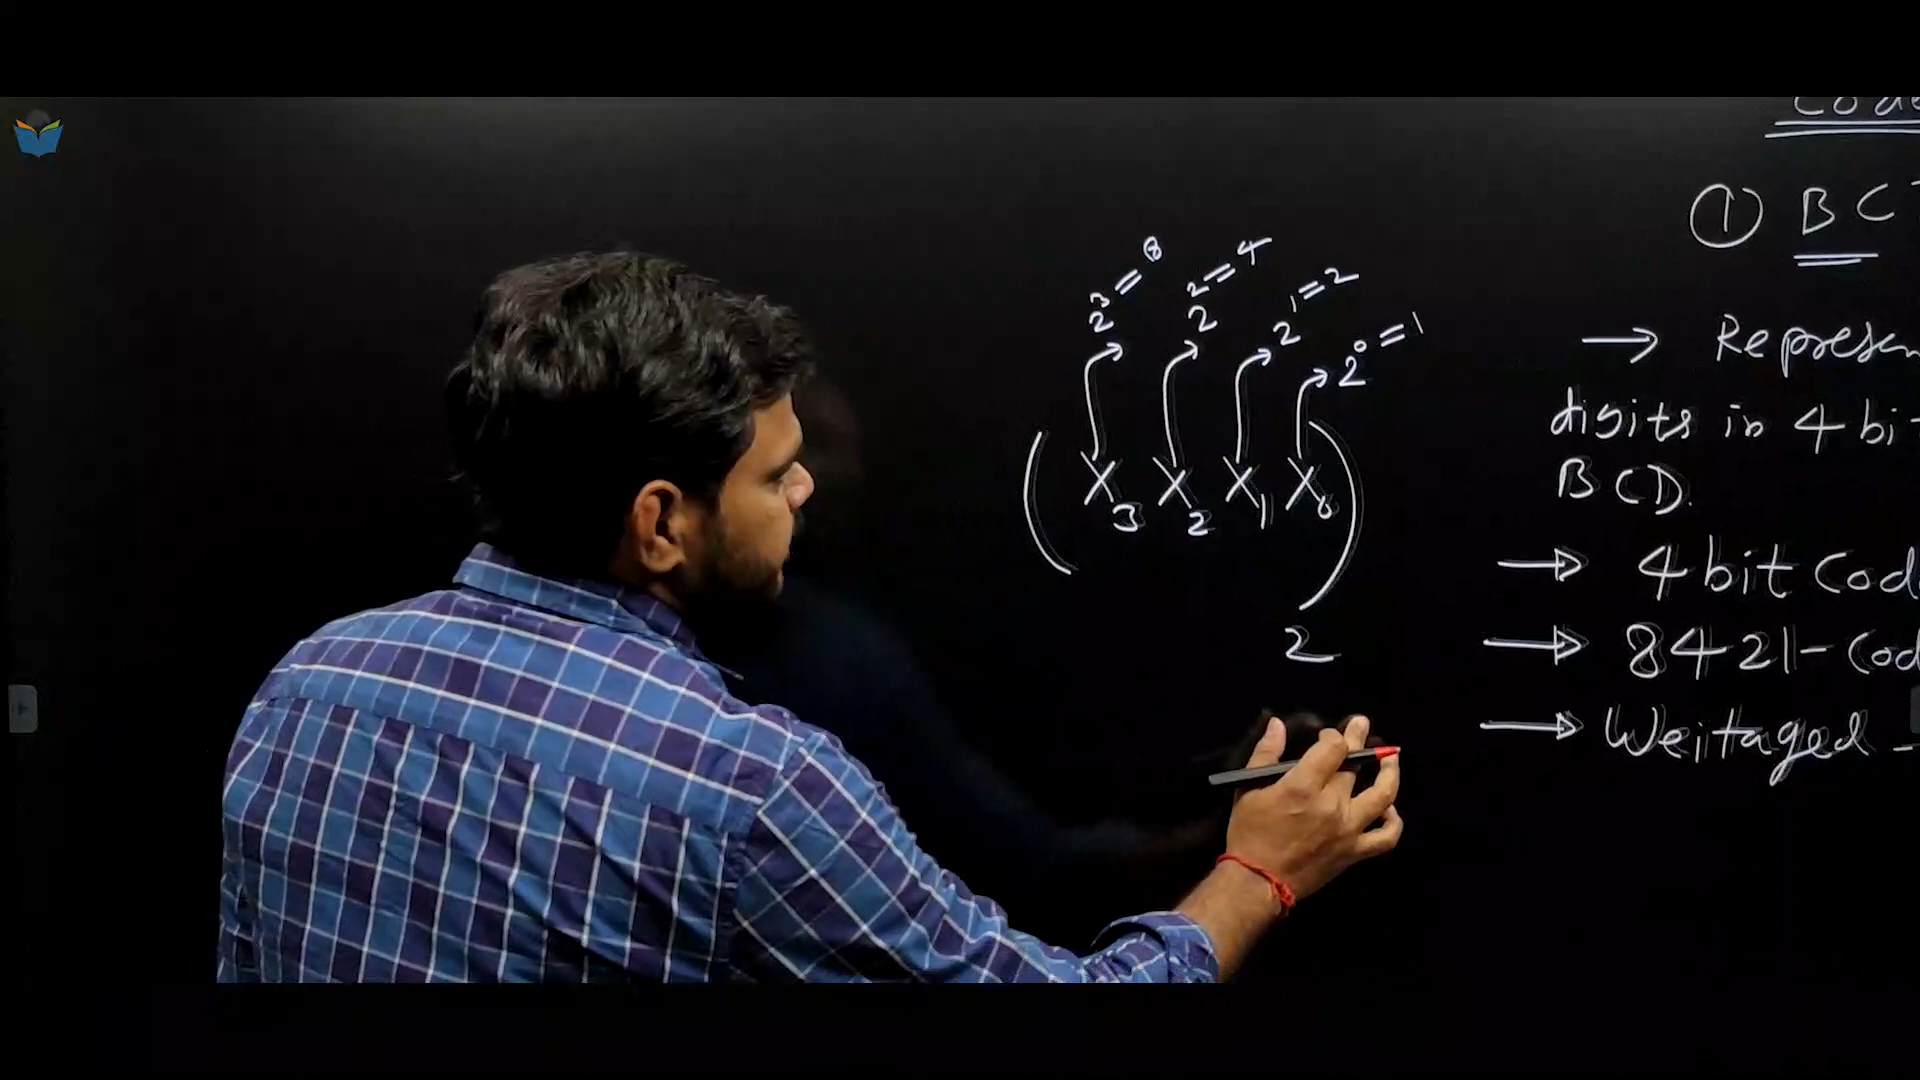 2³ = 8
2² = 4
2¹ = 2
2⁰ = 1
( X₃ X₂ X₁ X₀ )
2
① BC
→ Represen
digits in 4 bi
BCD.
→ 4 bit Cod
→ 8421-Cod
→ Weitaged -